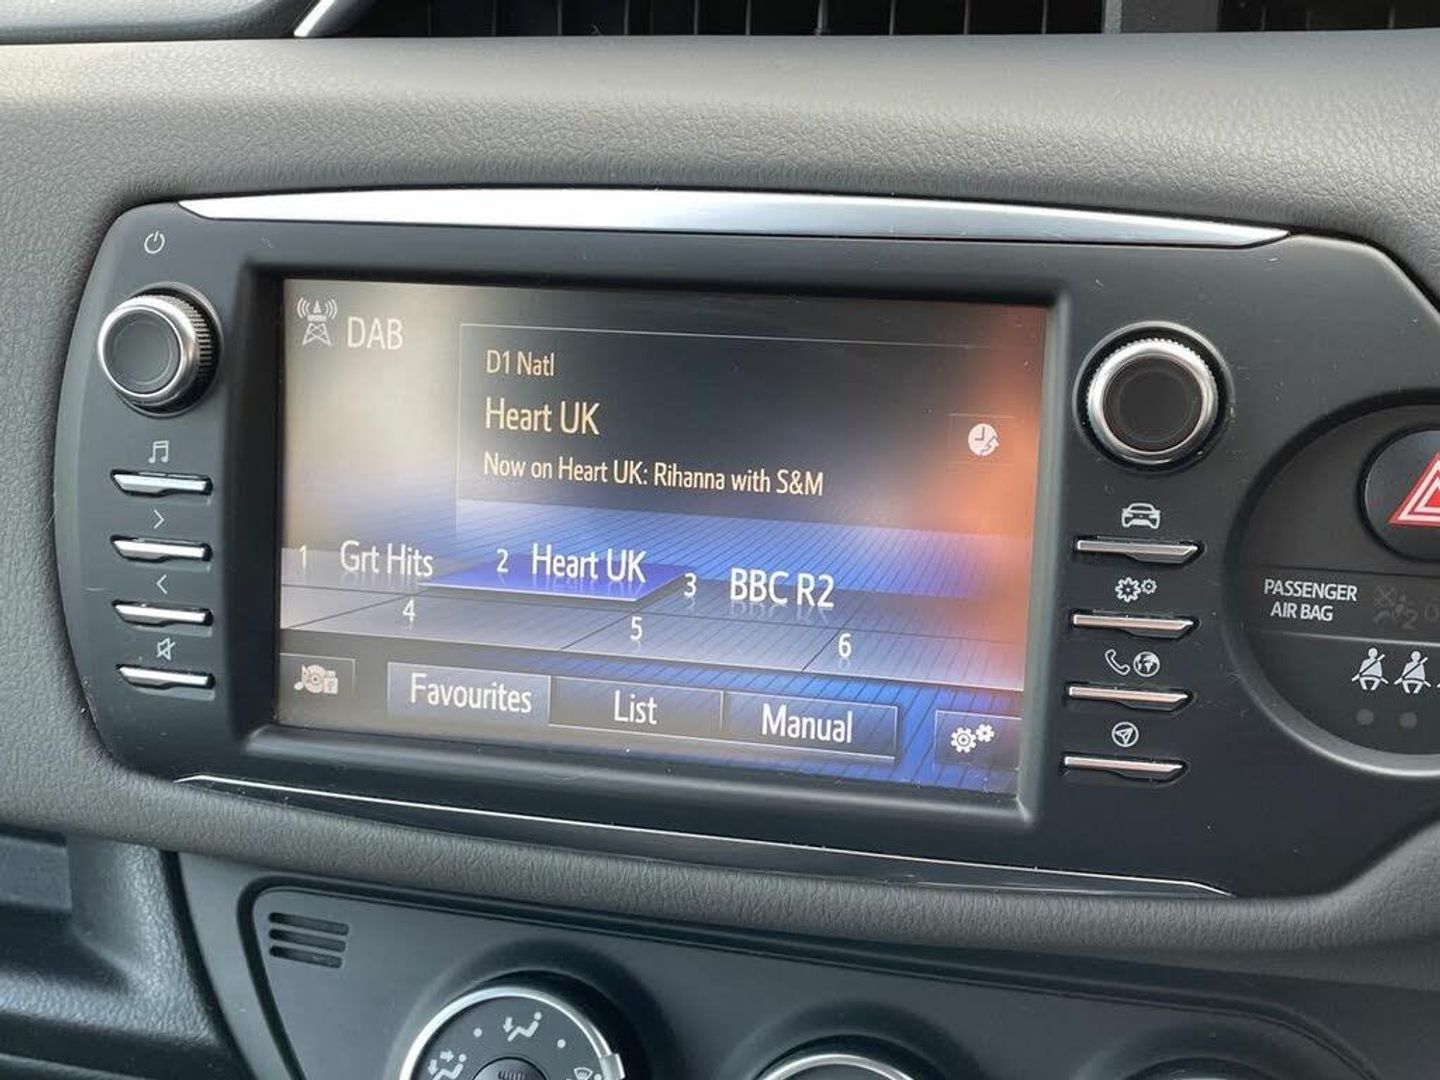 DAB
D1 Natl
Heart UK
Now on Heart UK: Rihanna with S&M
1 Grt Hits 2 Heart UK 3 BBC R2
4 5 6
Favourites List Manual
PASSENGER
AIR BAG